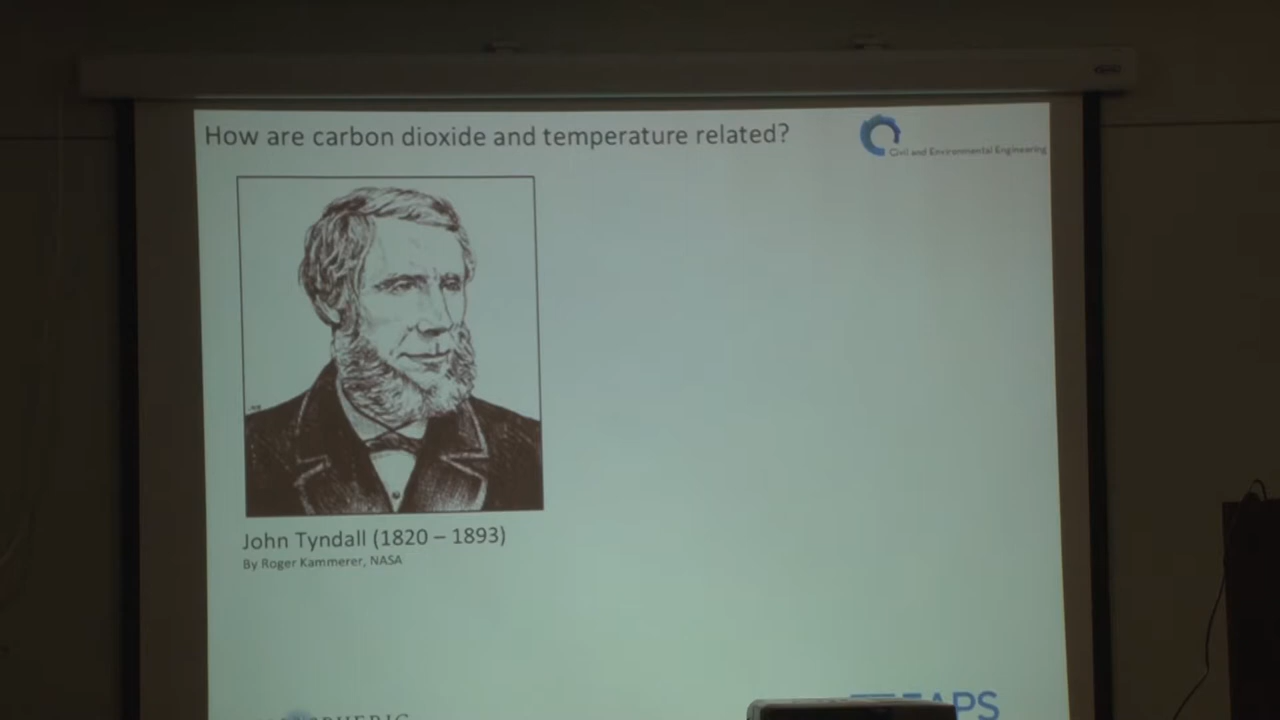 How are carbon dioxide and temperature related?
Civil and Environmental Engineering
John Tyndall (1820 – 1893)
By Roger Kammerer, NASA